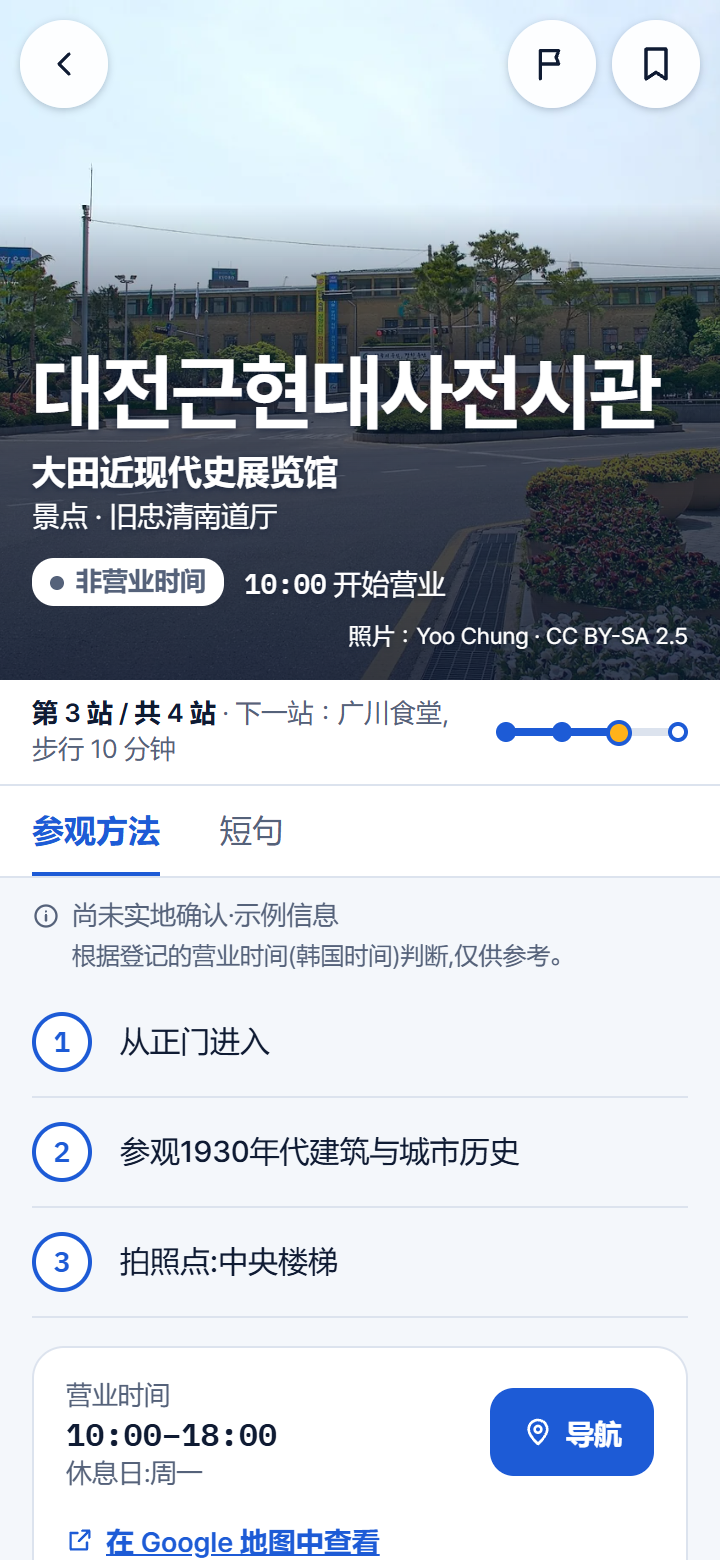 대전근현대사전시관
大田近现代史展览馆
景点 · 旧忠清南道厅
非营业时间
10:00 开始营业
照片：Yoo Chung · CC BY-SA 2.5
第 3 站 / 共 4 站 · 下一站：广川食堂,
步行 10 分钟
参观方法
短句
尚未实地确认·示例信息
根据登记的营业时间(韩国时间)判断,仅供参考。
1
从正门进入
2
参观1930年代建筑与城市历史
3
拍照点:中央楼梯
营业时间
10:00–18:00
休息日:周一
导航
在 Google 地图中查看